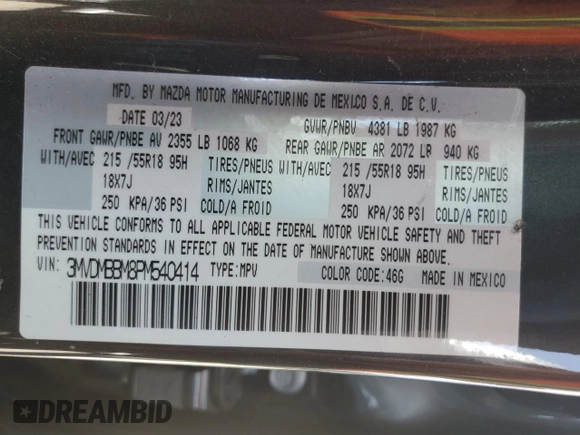 MFD. BY MAZDA MOTOR MANUFACTURING DE MEXICO S.A. DE C.V.
DATE 03/23 GVWR/PNBV 4381 LB 1987 KG
FRONT GAWR/PNBE AV 2355 LB 1068 KG REAR GAWR/PNBE AR 2072 LB 940 KG
WITH/AVEC 215 /55R18 95H TIRES/PNEUS WITH/AVEC 215 /55R18 95H TIRES/PNEUS
18X7J RIMS/JANTES 18X7J RIMS/JANTES
250 KPA/36 PSI COLD/A FROID 250 KPA/36 PSI COLD/A FROID
THIS VEHICLE CONFORMS TO ALL APPLICABLE FEDERAL MOTOR VEHICLE SAFETY AND THEFT
PREVENTION STANDARDS IN EFFECT ON THE DATE OF MANUFACTURE SHOWN ABOVE.
VIN: 3MVDMBBM8PM540414 TYPE:MPV COLOR CODE:46G MADE IN MEXICO
DREAMBID